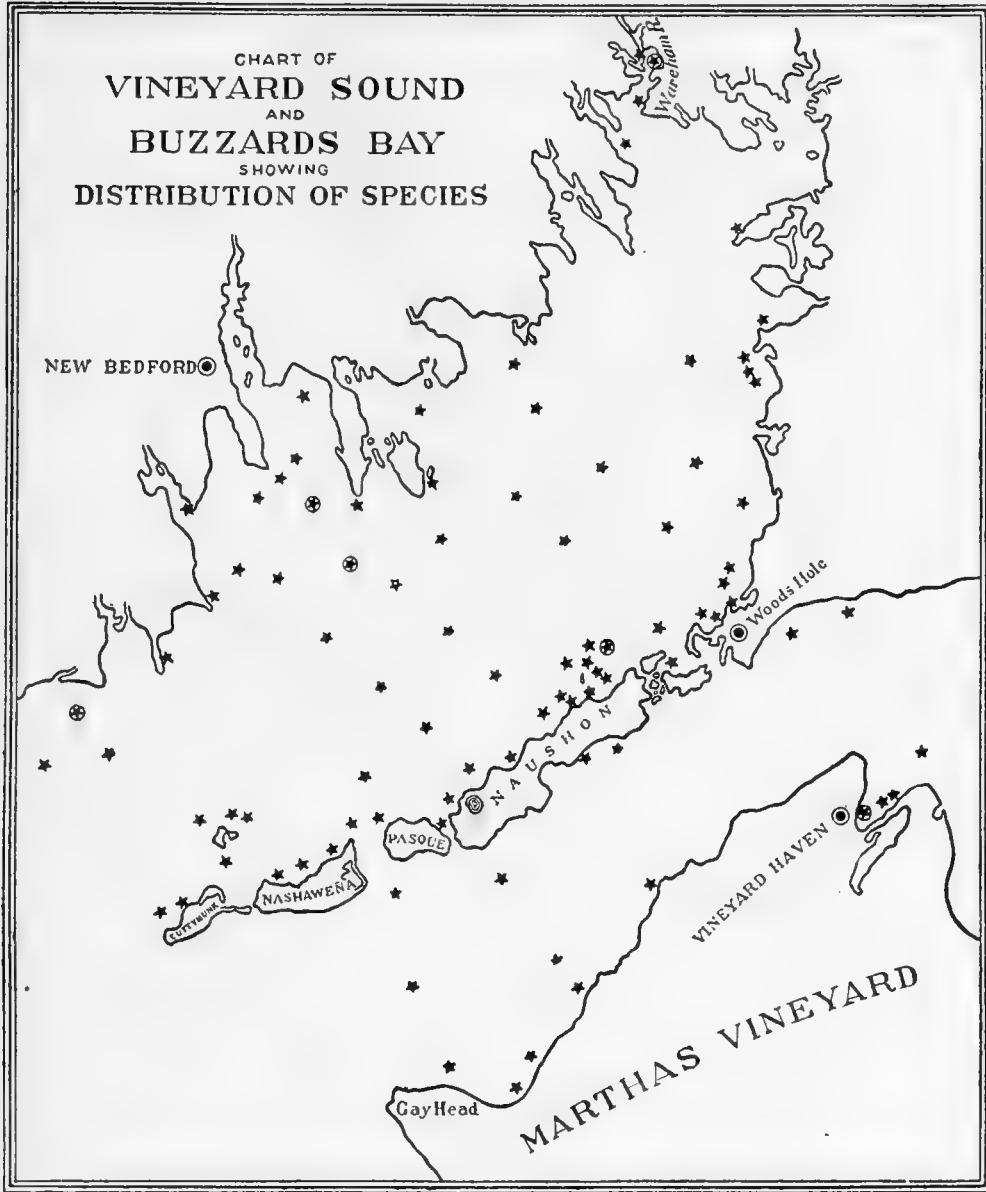 CHART OF
VINEYARD SOUND
AND
BUZZARDS BAY
SHOWING
DISTRIBUTION OF SPECIES
Wareham R.
NEW BEDFORD
Woods Hole
NAUSHON
PASQUE
NASHAWENA
CUTTYHUNK
VINEYARD HAVEN
MARTHAS VINEYARD
Gay Head